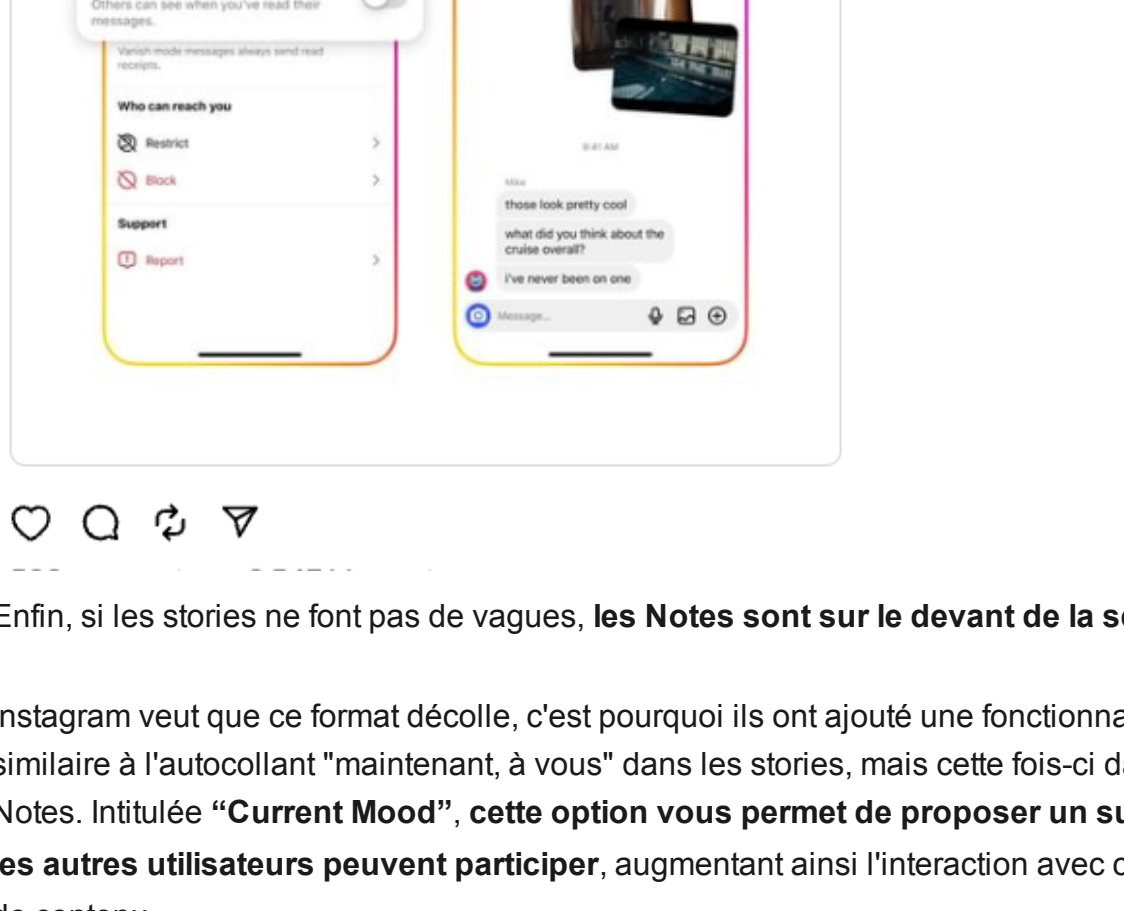 Others can see when you've read their
messages.
Vanish mode messages always send read
receipts.
Who can reach you
Restrict
Block
Support
Report
9:41 AM
Mike
those look pretty cool
what did you think about the
cruise overall?
i've never been on one
Message...
Enfin, si les stories ne font pas de vagues, les Notes sont sur le devant de la
nstagram veut que ce format décolle, c'est pourquoi ils ont ajouté une
similaire à l'autocollant "maintenant, à vous" dans les stories, mais cette fois-ci
Notes. Intitulée “Current Mood”, cette option vous permet de proposer un
es autres utilisateurs peuvent participer, augmentant ainsi l'interaction avec